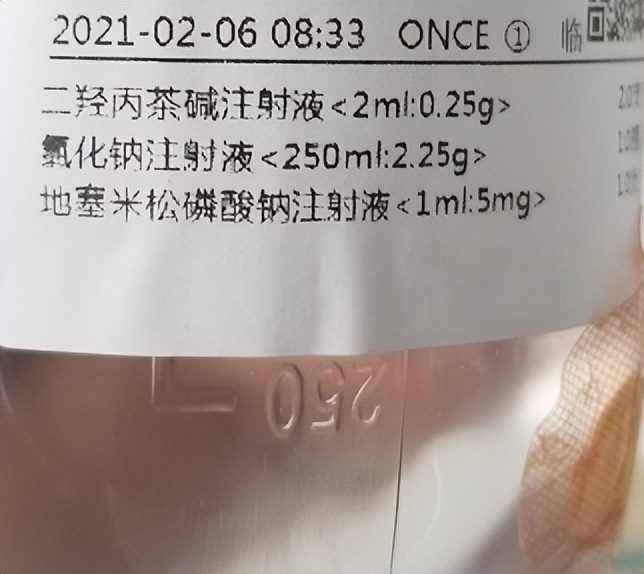 2021-02-06 08:33 ONCE ① 临
二羟丙茶碱注射液<2ml:0.25g>
氯化钠注射液<250ml:2.25g>
地塞米松磷酸钠注射液<1ml:5mg>
250